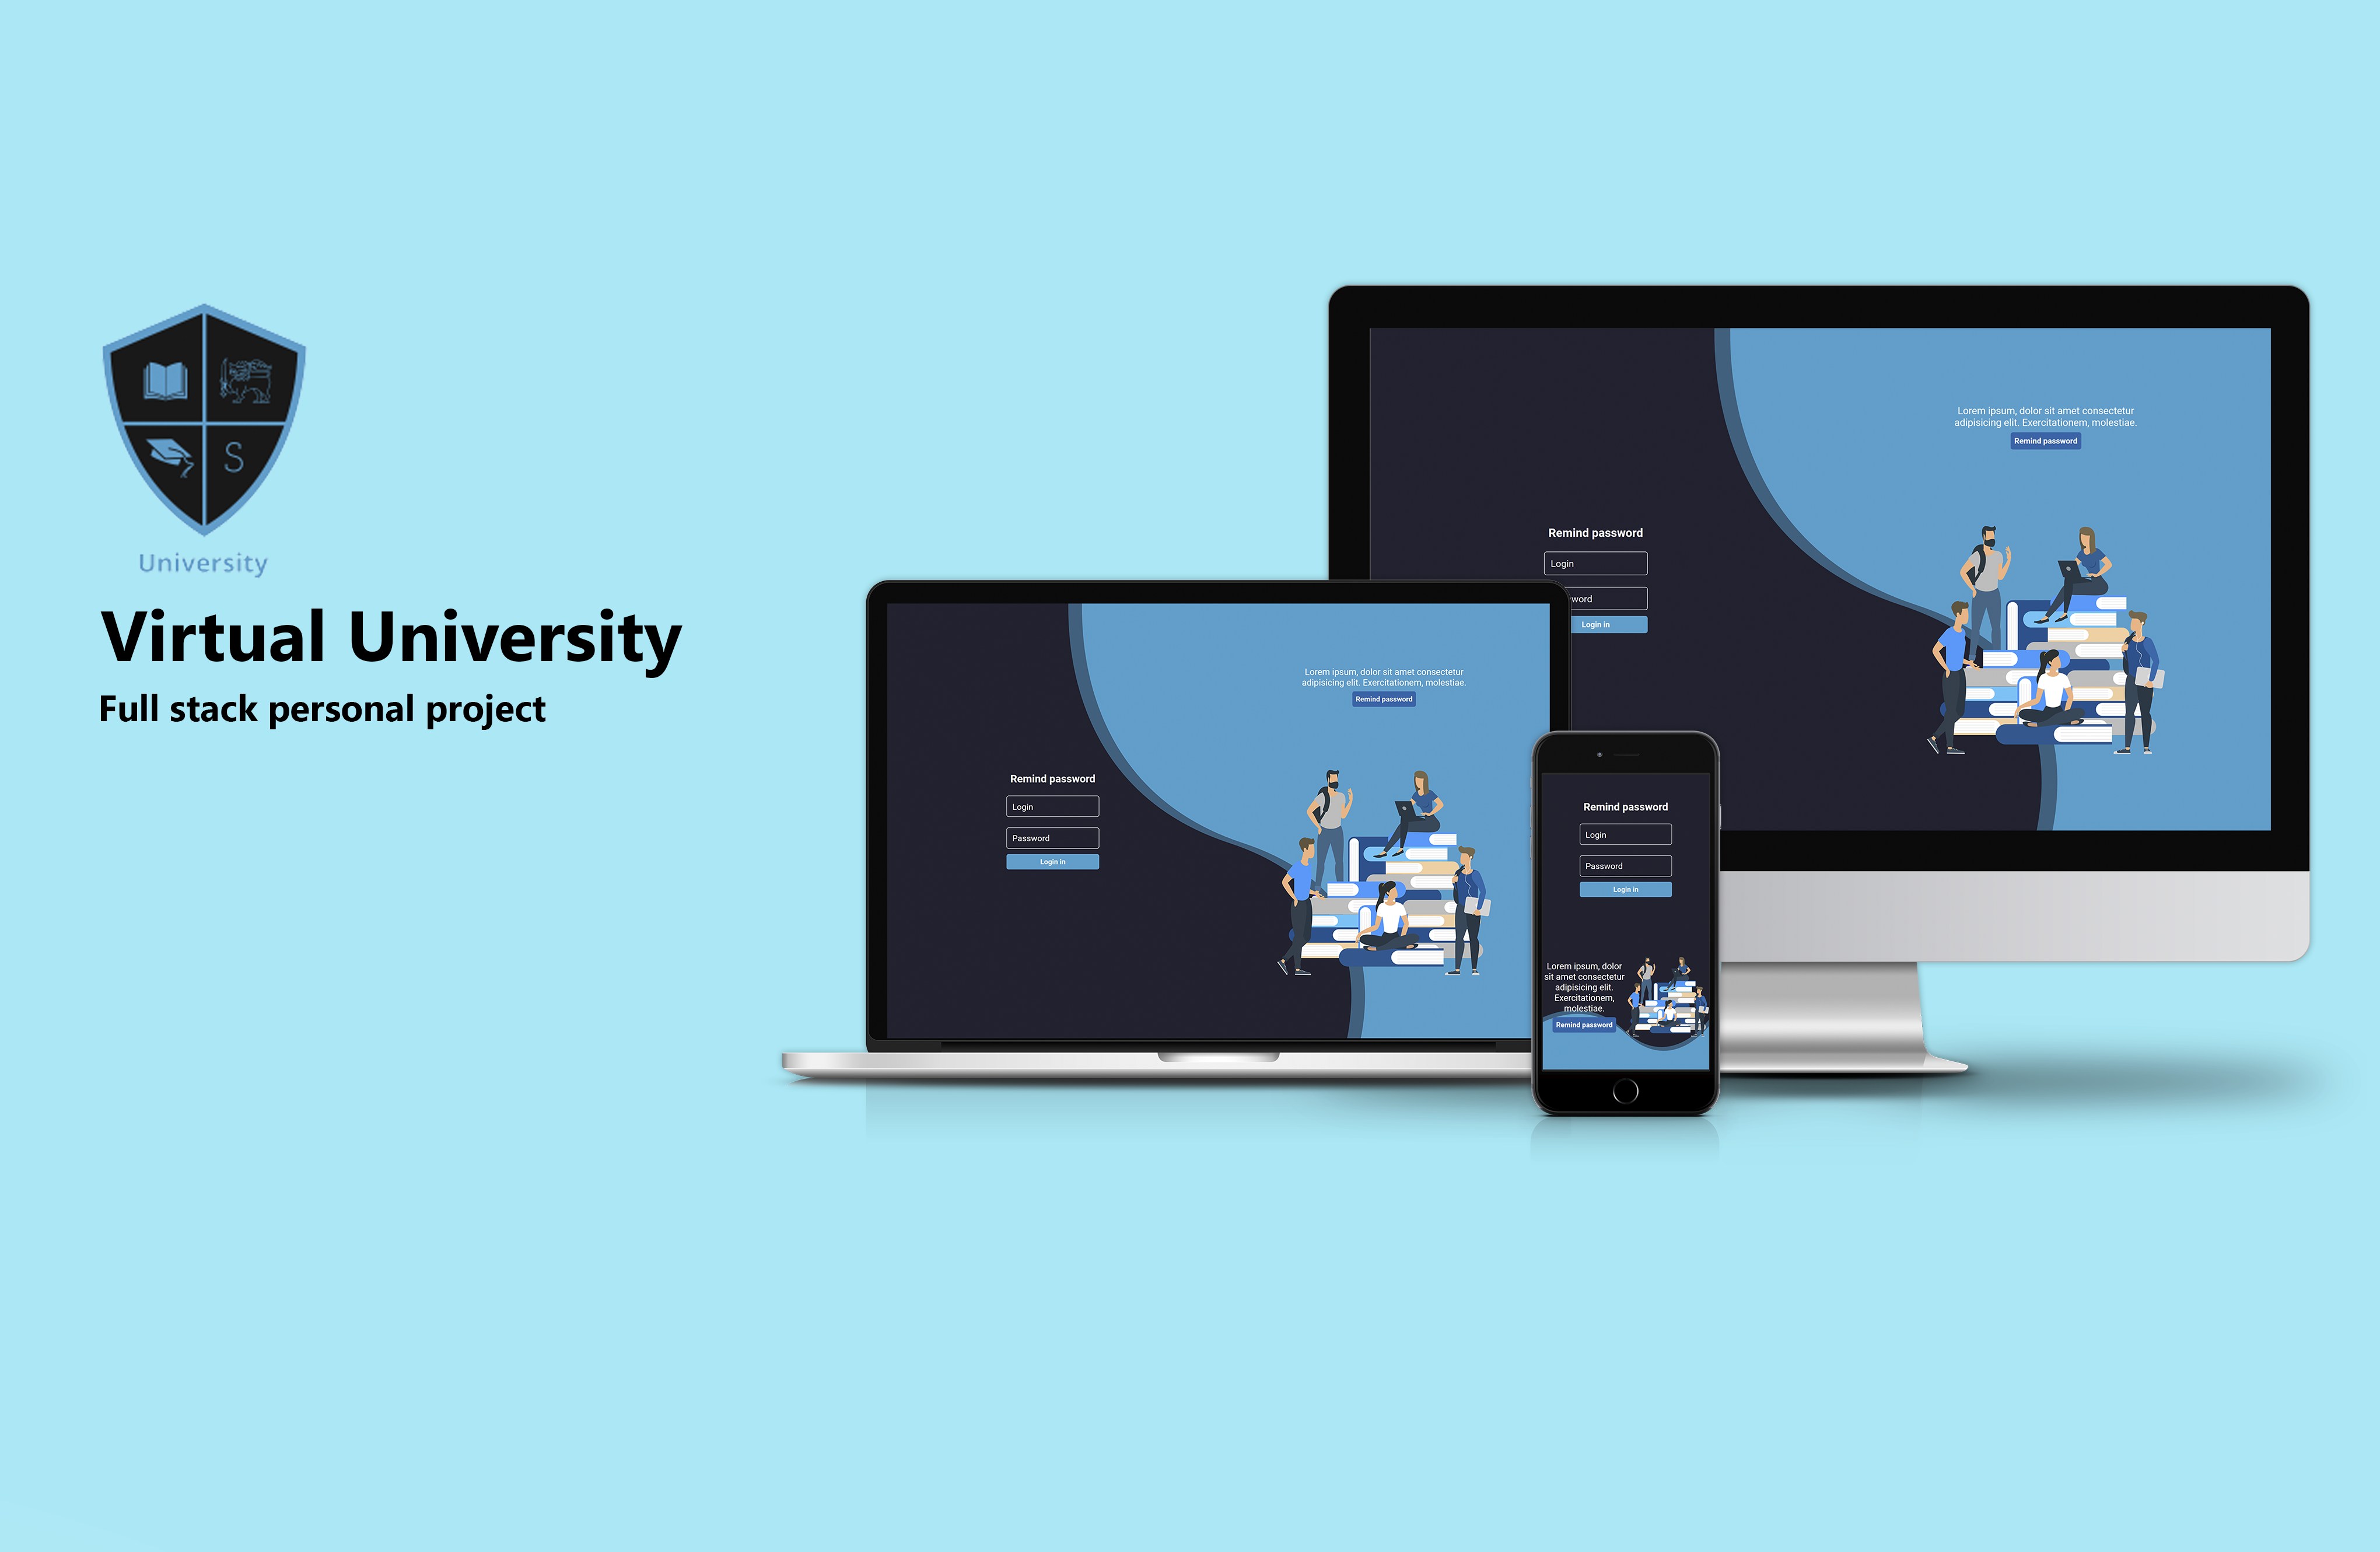 S
University
Virtual University
Full stack personal project
Lorem ipsum, dolor sit amet consectetur
adipisicing elit. Exercitationem, molestiae.
Remind password
Remind password
Login
word
Login in
Lorem ipsum, dolor sit amet consectetur
adipisicing elit. Exercitationem, molestiae.
Remind password
Remind password
Login
Password
Login in
Remind password
Login
Password
Login in
Lorem ipsum, dolor
sit amet consectetur
adipisicing elit.
Exercitationem,
molestiae.
Remind password